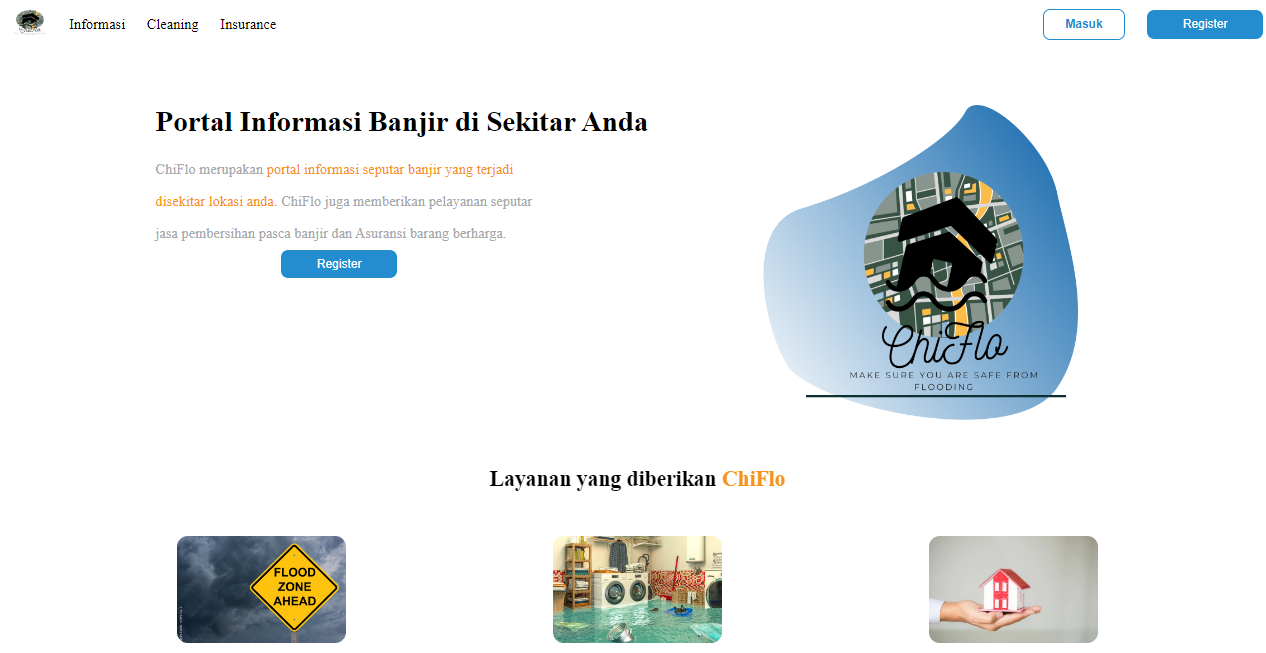 Informasi Cleaning Insurance Masuk Register
Portal Informasi Banjir di Sekitar Anda
ChiFlo merupakan portal informasi seputar banjir yang terjadi
disekitar lokasi anda. ChiFlo juga memberikan pelayanan seputar
jasa pembersihan pasca banjir dan Asuransi barang berharga.
Register
ChiFlo
MAKE SURE YOU ARE SAFE FROM
FLOODING
Layanan yang diberikan ChiFlo
FLOOD
ZONE
AHEAD